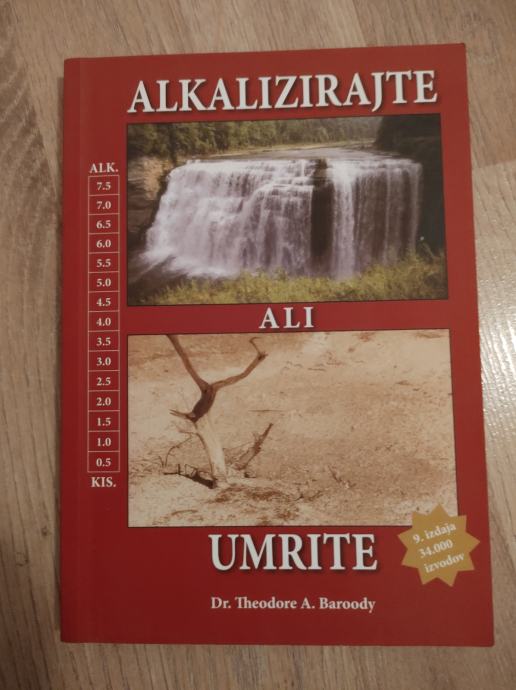 ALKALIZIRAJTE
ALK.
7.5
7.0
6.5
6.0
5.5
5.0
4.5
4.0
3.5
3.0
2.5
2.0
1.5
1.0
0.5
KIS.
ALI
UMRITE
9. izdaja
34.000
izvodov
Dr. Theodore A. Baroody